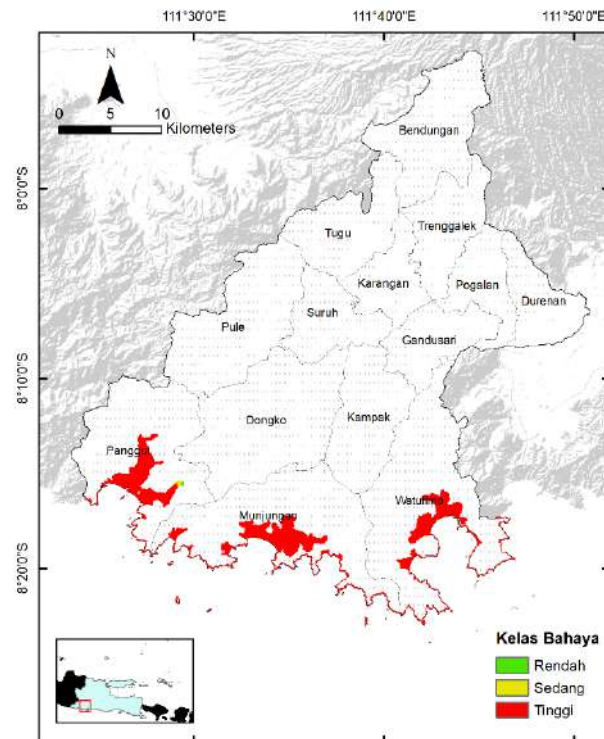 111°30'0"E 111°40'0"E 111°50'0"E
N
0 5 10
Kilometers
8°0'0"S
8°10'0"S
8°20'0"S
Bendungan
Tugu
Trenggalek
Karangan
Pogalan
Durenan
Suruh
Pule
Gandusari
Dongko
Kampak
Panggul
Munjungan
Watulimo
Kelas Bahaya
Rendah
Sedang
Tinggi